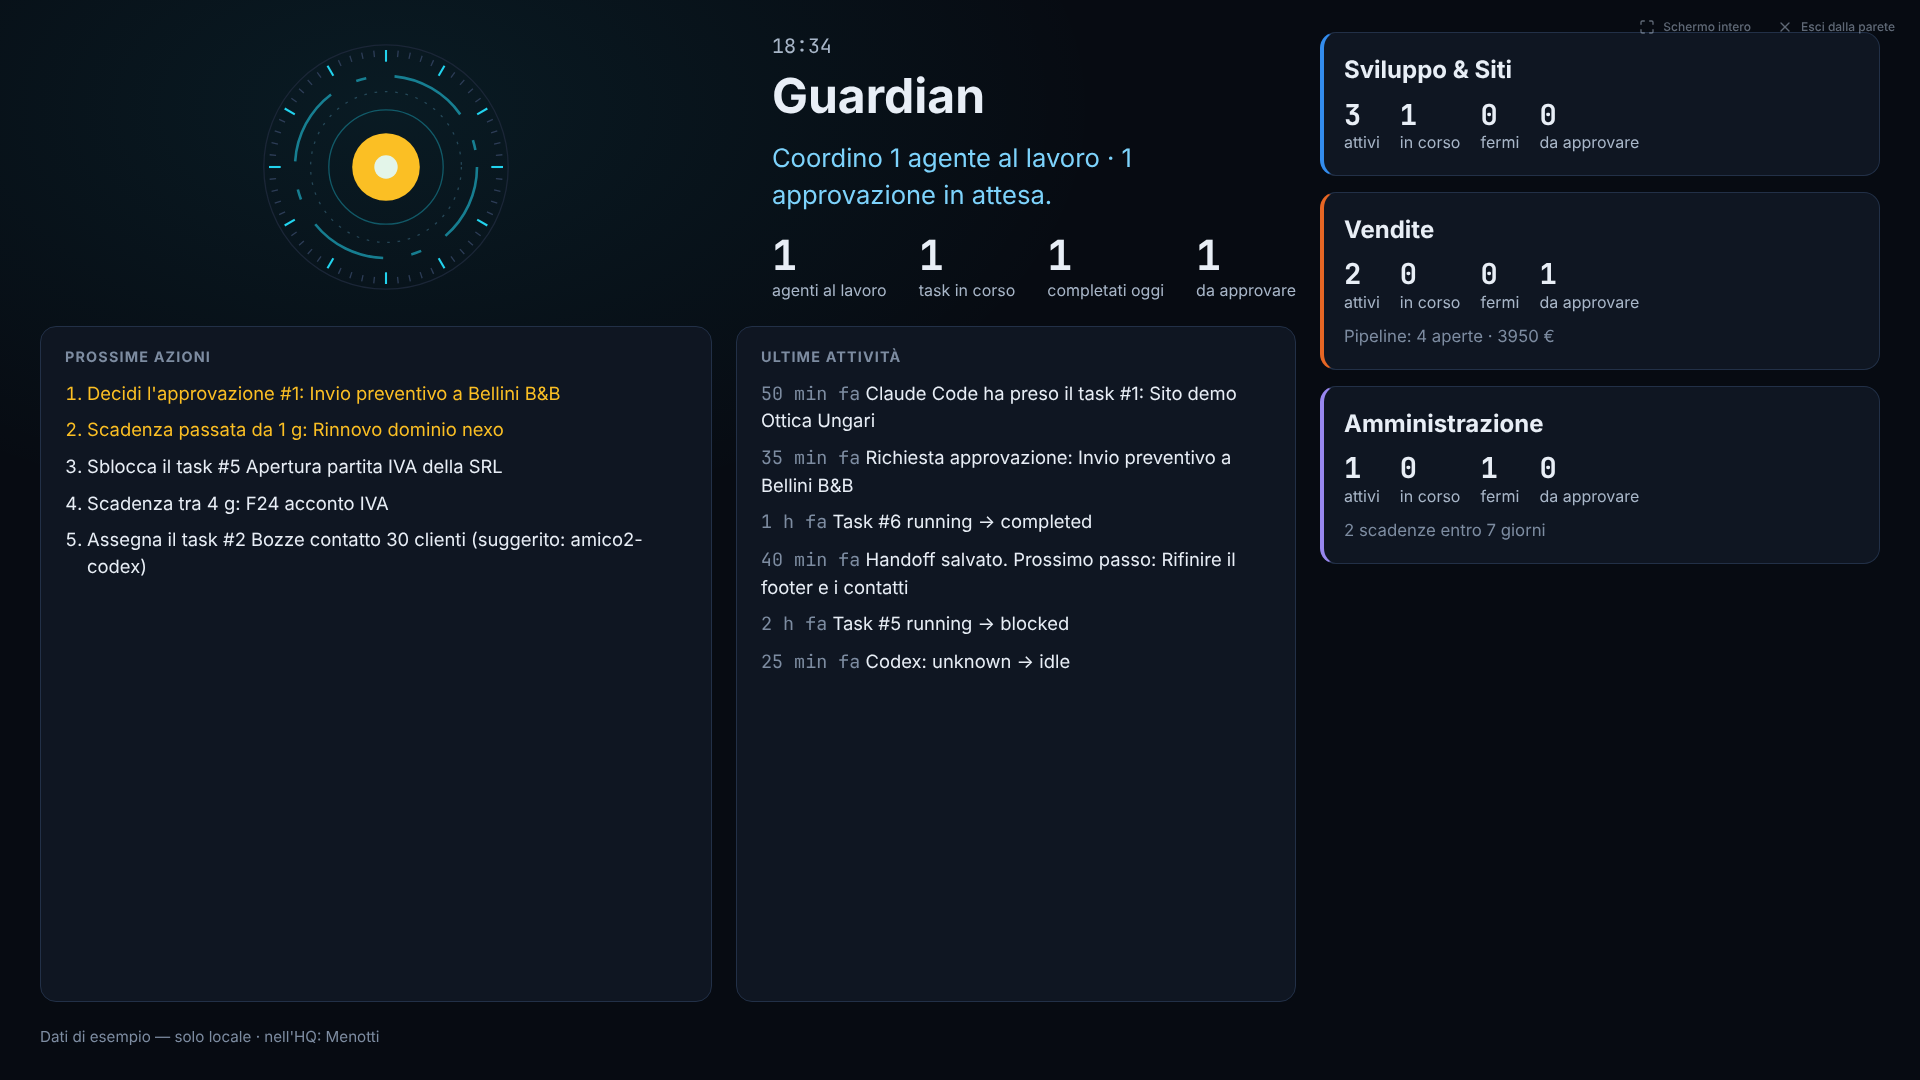 Schermo intero
Esci dalla parete
18:34
Guardian
Coordino 1 agente al lavoro · 1
approvazione in attesa.
1 1 1 1
agenti al lavoro task in corso completati oggi da approvare
PROSSIME AZIONI
1. Decidi l'approvazione #1: Invio preventivo a Bellini B&B
2. Scadenza passata da 1 g: Rinnovo dominio nexo
3. Sblocca il task #5 Apertura partita IVA della SRL
4. Scadenza tra 4 g: F24 acconto IVA
5. Assegna il task #2 Bozze contatto 30 clienti (suggerito: amico2-
codex)
ULTIME ATTIVITÀ
50 min fa Claude Code ha preso il task #1: Sito demo
Ottica Ungari
35 min fa Richiesta approvazione: Invio preventivo a
Bellini B&B
1 h fa Task #6 running → completed
40 min fa Handoff salvato. Prossimo passo: Rifinire il
footer e i contatti
2 h fa Task #5 running → blocked
25 min fa Codex: unknown → idle
Sviluppo & Siti
3 1 0 0
attivi in corso fermi da approvare
Vendite
2 0 0 1
attivi in corso fermi da approvare
Pipeline: 4 aperte · 3950 €
Amministrazione
1 0 1 0
attivi in corso fermi da approvare
2 scadenze entro 7 giorni
Dati di esempio — solo locale · nell'HQ: Menotti